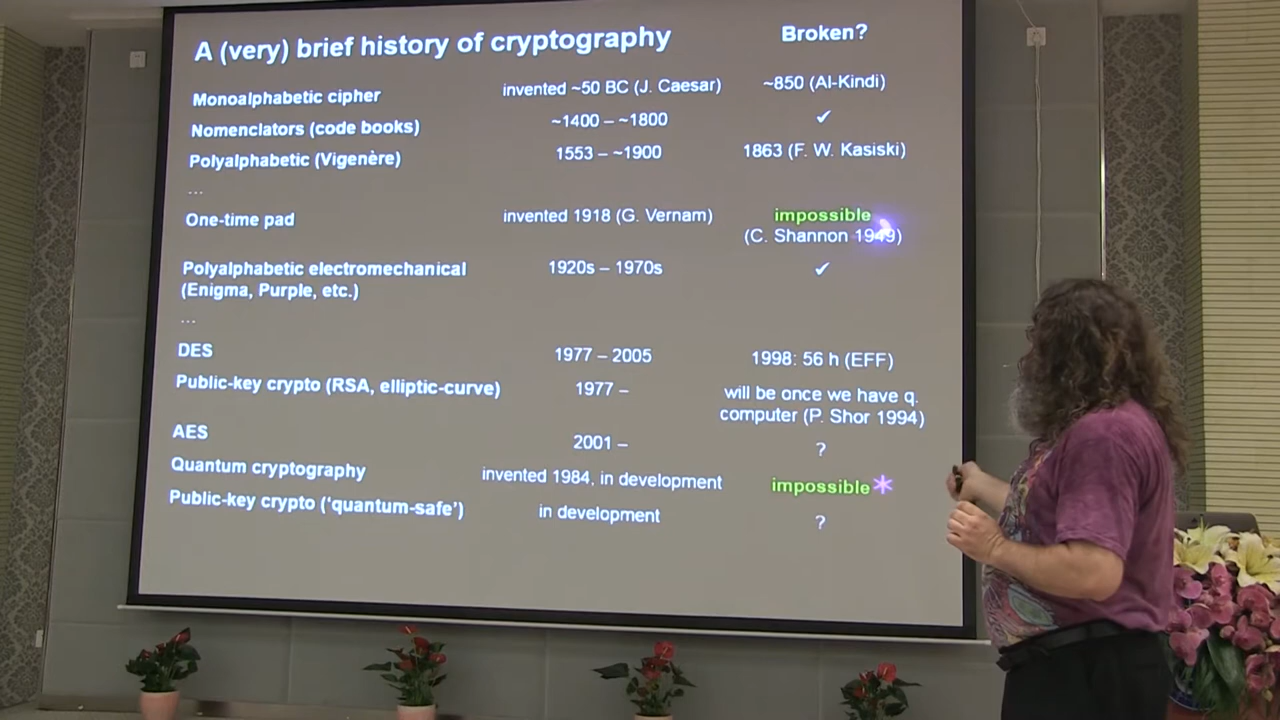 A (very) brief history of cryptography Broken?
Monoalphabetic cipher invented ~50 BC (J. Caesar) ~850 (Al-Kindi)
Nomenclators (code books) ~1400 – ~1800 ✓
Polyalphabetic (Vigenère) 1553 – ~1900 1863 (F. W. Kasiski)
...
One-time pad invented 1918 (G. Vernam) impossible
(C. Shannon 1949)
Polyalphabetic electromechanical 1920s – 1970s ✓
(Enigma, Purple, etc.)
...
DES 1977 – 2005 1998: 56 h (EFF)
Public-key crypto (RSA, elliptic-curve) 1977 – will be once we have q.
computer (P. Shor 1994)
AES 2001 – ?
Quantum cryptography invented 1984, in development impossible*
Public-key crypto (‘quantum-safe’) in development ?